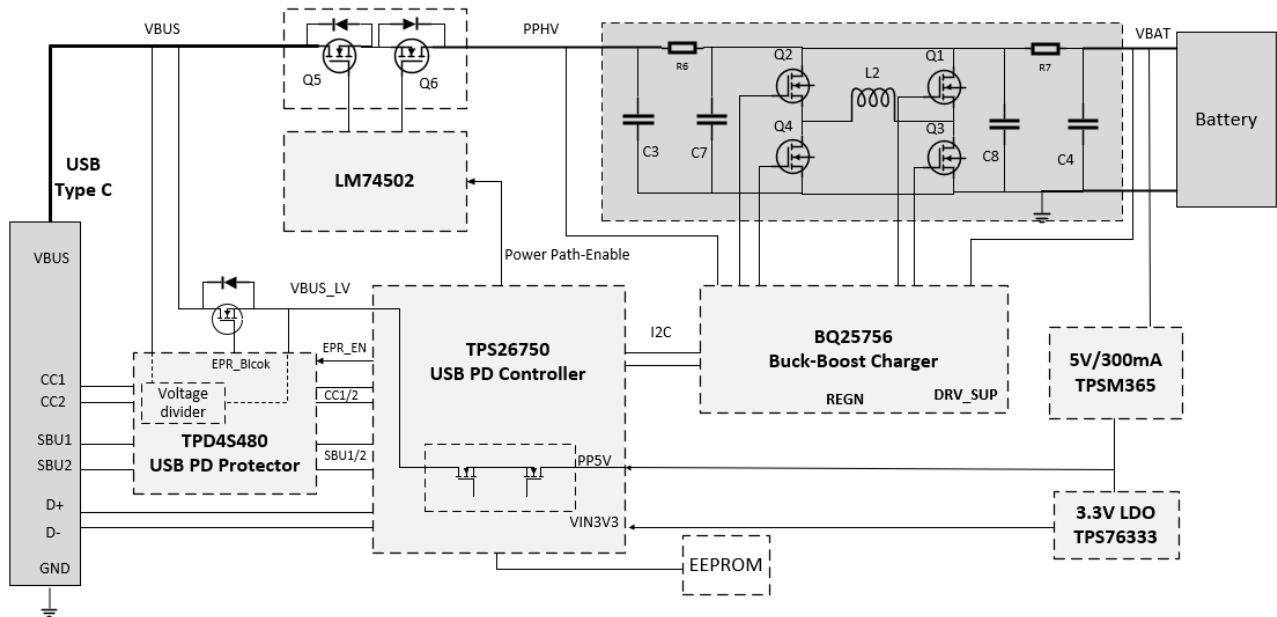 VBUS
PPHV
VBAT
Q5
Q6
R6
Q2
Q1
L2
R7
Battery
C3
C7
Q4
Q3
C8
C4
USB
Type C
LM74502
VBUS
Power Path-Enable
VBUS_LV
TPS26750
USB PD Controller
I2C
BQ25756
Buck-Boost Charger
REGN
DRV_SUP
5V/300mA
TPSM365
EPR_Blcok
EPR_EN
CC1
CC2
Voltage
divider
CC1/2
TPD4S480
USB PD Protector
SBU1
SBU2
SBU1/2
PP5V
D+
D-
VIN3V3
3.3V LDO
TPS76333
GND
EEPROM